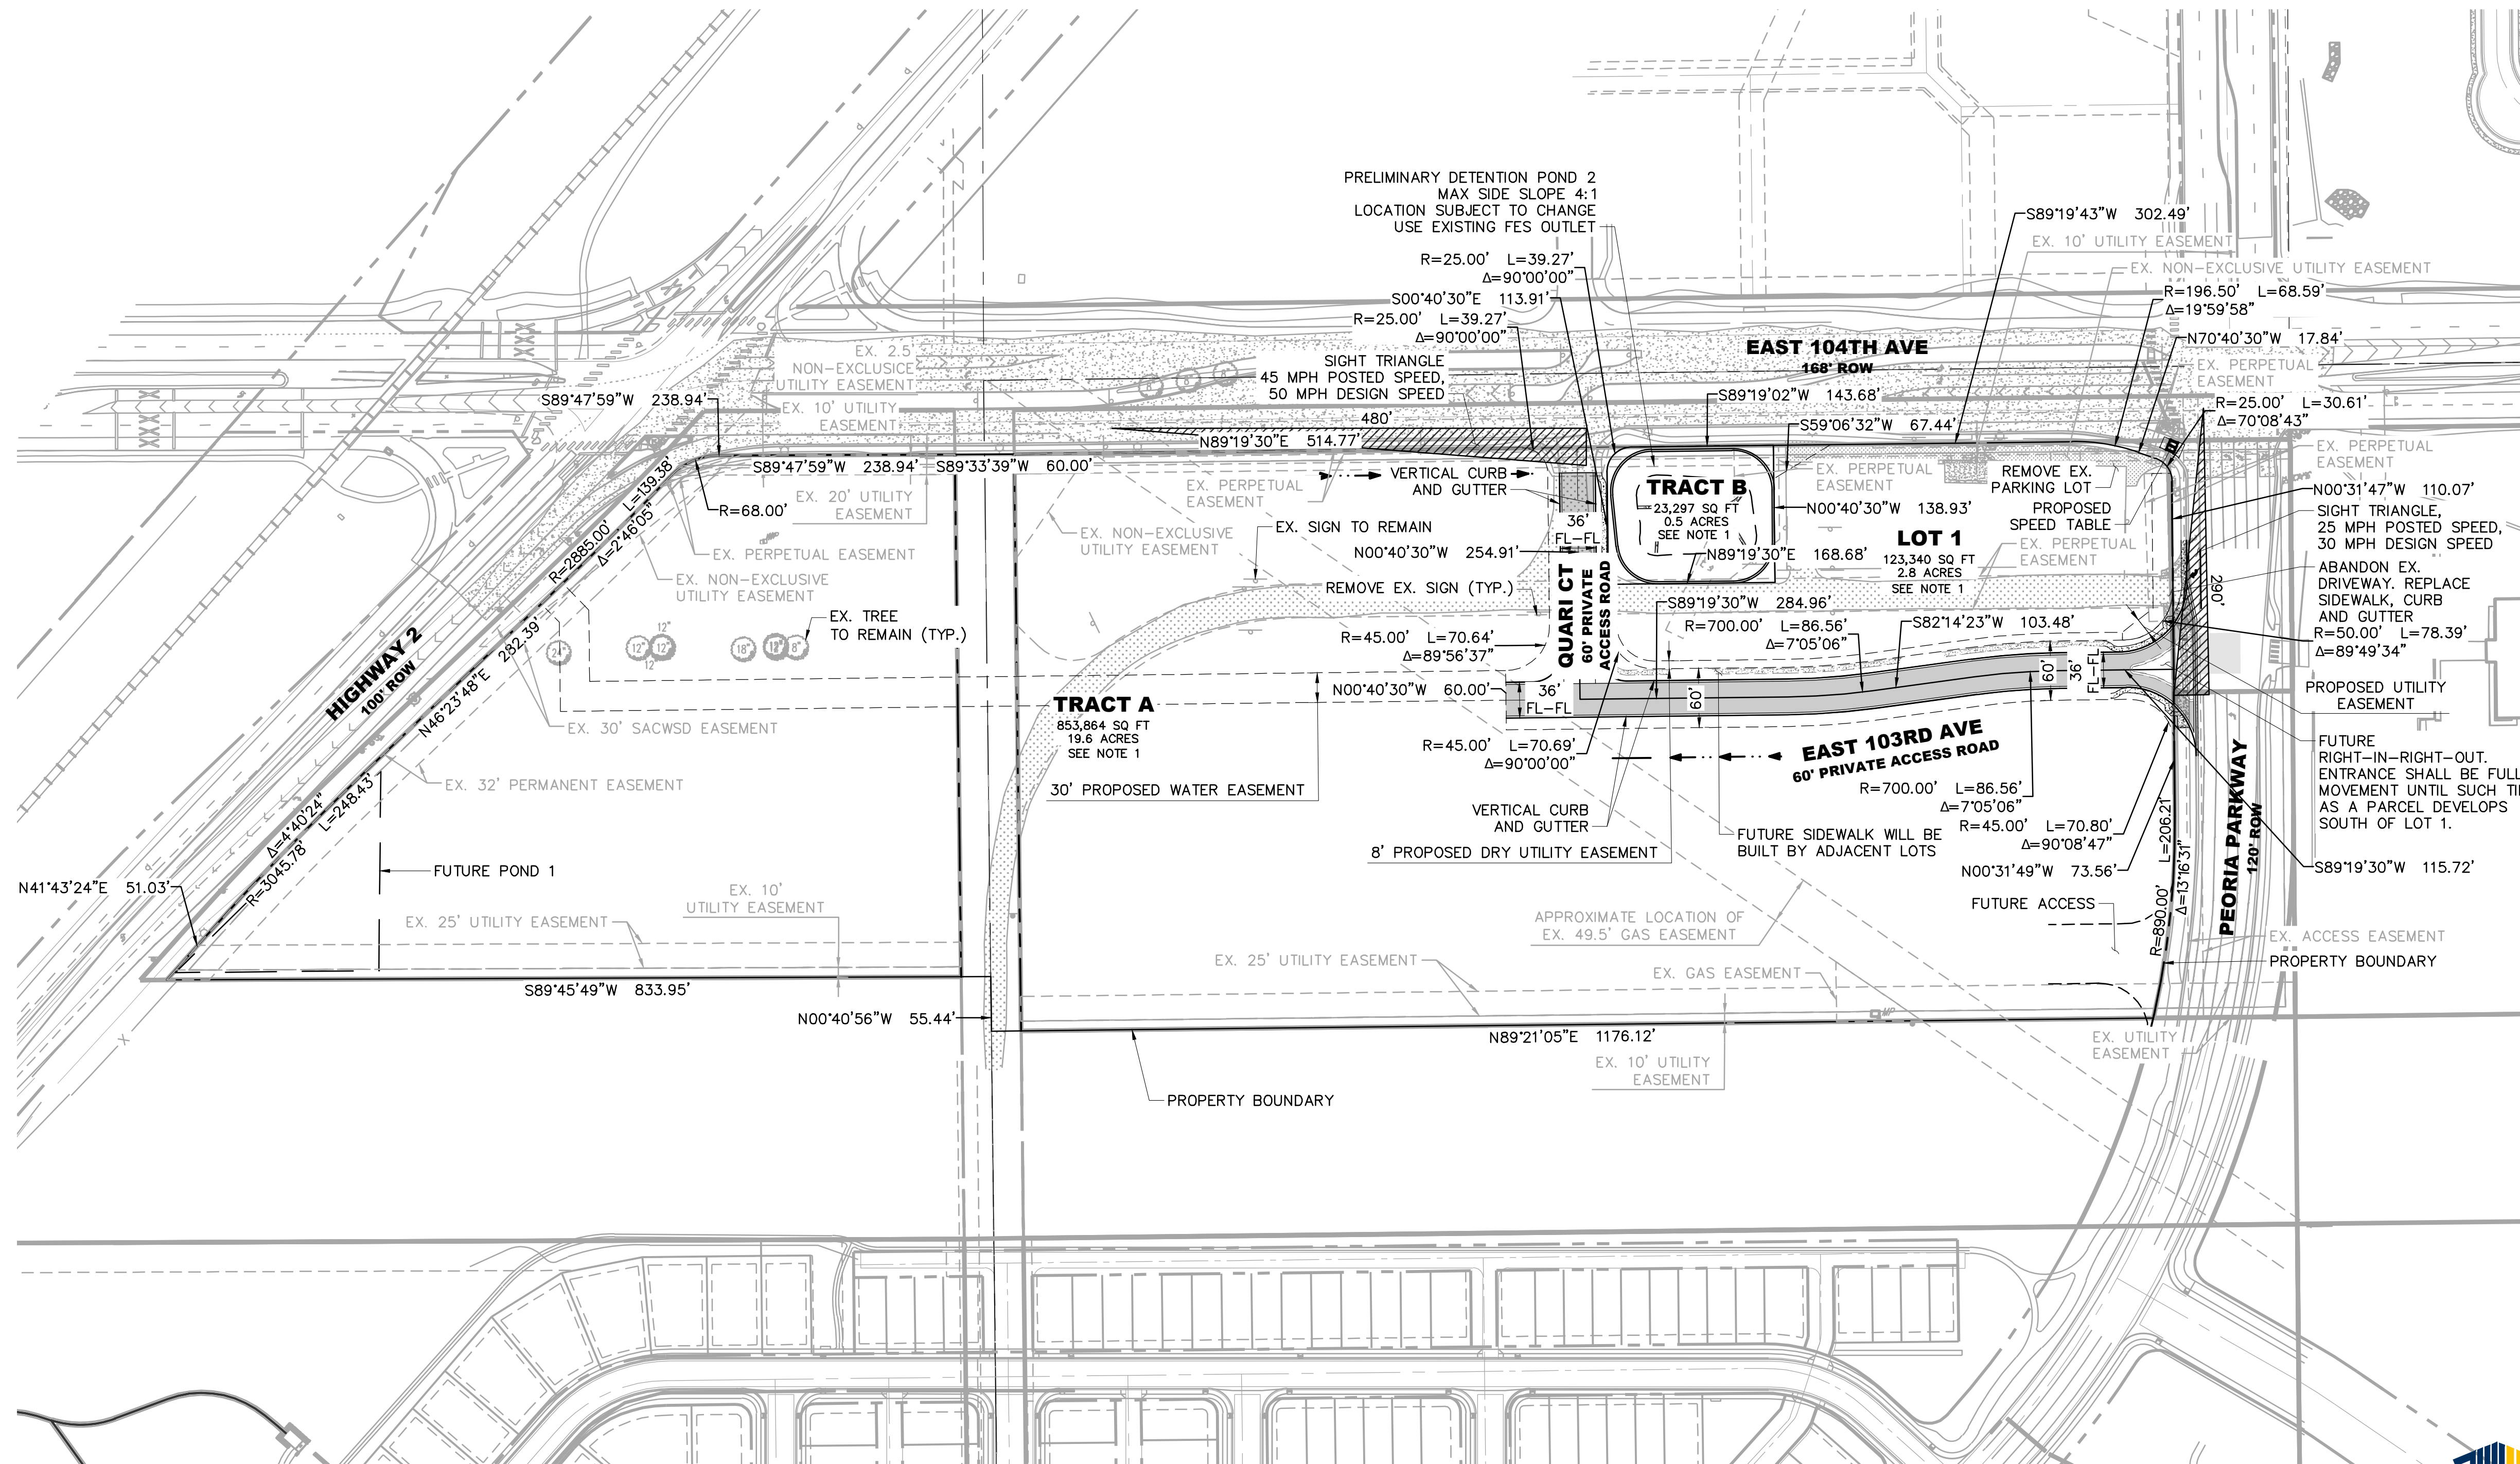 PRELIMINARY DETENTION POND 2
MAX SIDE SLOPE 4:1
LOCATION SUBJECT TO CHANGE
USE EXISTING FES OUTLET
R=25.00' L=39.27'
Δ=90°00'00"
S00°40'30"E 113.91'
R=25.00' L=39.27'
Δ=90°00'00"
SIGHT TRIANGLE
45 MPH POSTED SPEED,
50 MPH DESIGN SPEED
S89°19'43"W 302.49'
EX. 10' UTILITY EASEMENT
EX. NON-EXCLUSIVE UTILITY EASEMENT
R=196.50' L=68.59'
Δ=19°59'58"
N70°40'30"W 17.84'
EX. PERPETUAL
EASEMENT
R=25.00' L=30.61'
Δ=70°08'43"
EX. PERPETUAL
EASEMENT
N00°31'47"W 110.07'
SIGHT TRIANGLE,
25 MPH POSTED SPEED,
30 MPH DESIGN SPEED
ABANDON EX.
DRIVEWAY. REPLACE
SIDEWALK, CURB
AND GUTTER
R=50.00' L=78.39'
Δ=89°49'34"
PROPOSED UTILITY
EASEMENT
FUTURE
RIGHT-IN-RIGHT-OUT.
ENTRANCE SHALL BE FULL
MOVEMENT UNTIL SUCH TI
AS A PARCEL DEVELOPS
SOUTH OF LOT 1.
S89°19'30"W 115.72'
EX. ACCESS EASEMENT
PROPERTY BOUNDARY
EX. UTILITY
EASEMENT
EAST 104TH AVE
168' ROW
EX. 2.5
NON-EXCLUSICE
UTILITY EASEMENT
S89°47'59"W 238.94'
EX. 10' UTILITY
EASEMENT
8"
8"
8"
480'
N89°19'30"E 514.77'
S89°47'59"W 238.94'
S89°33'39"W 60.00'
EX. 20' UTILITY
EASEMENT
R=68.00'
EX. PERPETUAL EASEMENT
EX. NON-EXCLUSIVE
UTILITY EASEMENT
EX. PERPETUAL
EASEMENT
EX. NON-EXCLUSIVE
UTILITY EASEMENT
VERTICAL CURB
AND GUTTER
EX. SIGN TO REMAIN
N00°40'30"W 254.91'
REMOVE EX. SIGN (TYP.)
36'
FL-FL
QUARI CT
60' PRIVATE
ACCESS ROAD
S89°19'02"W 143.68'
S59°06'32"W 67.44'
TRACT B
23,297 SQ FT
0.5 ACRES
SEE NOTE 1
N89°19'30"E 168.68'
N00°40'30"W 138.93'
EX. PERPETUAL
EASEMENT
REMOVE EX.
PARKING LOT
PROPOSED
SPEED TABLE
EX. PERPETUAL
EASEMENT
LOT 1
123,340 SQ FT
2.8 ACRES
SEE NOTE 1
290'
S89°19'30"W 284.96'
R=700.00' L=86.56'
Δ=7°05'06"
S82°14'23"W 103.48'
R=45.00' L=70.64'
Δ=89°56'37"
N00°40'30"W 60.00'
36'
FL-FL
60'
60'
36'
FL-FL
R=45.00' L=70.69'
Δ=90°00'00"
EAST 103RD AVE
60' PRIVATE ACCESS ROAD
R=700.00' L=86.56'
Δ=7°05'06"
R=45.00' L=70.80'
Δ=90°08'47"
N00°31'49"W 73.56'
VERTICAL CURB
AND GUTTER
8' PROPOSED DRY UTILITY EASEMENT
FUTURE SIDEWALK WILL BE
BUILT BY ADJACENT LOTS
FUTURE ACCESS
L=206.21'
R=890.00'
Δ=13°16'31"
PEORIA PARKWAY
120' ROW
TRACT A
853,864 SQ FT
19.6 ACRES
SEE NOTE 1
30' PROPOSED WATER EASEMENT
APPROXIMATE LOCATION OF
EX. 49.5' GAS EASEMENT
EX. 25' UTILITY EASEMENT
EX. GAS EASEMENT
MP
N89°21'05"E 1176.12'
EX. 10' UTILITY
EASEMENT
PROPERTY BOUNDARY
HIGHWAY 2
100' ROW
L=139.38'
R=2885.00'
Δ=2°46'05"
N46°23'48"E 282.39'
12"
12"
12"
12"
18"
8"
EX. TREE
TO REMAIN (TYP.)
EX. 30' SACWSD EASEMENT
EX. 32' PERMANENT EASEMENT
Δ=4°40'24"
L=248.43'
R=3045.78'
FUTURE POND 1
N41°43'24"E 51.03'
EX. 25' UTILITY EASEMENT
EX. 10'
UTILITY EASEMENT
S89°45'49"W 833.95'
N00°40'56"W 55.44'